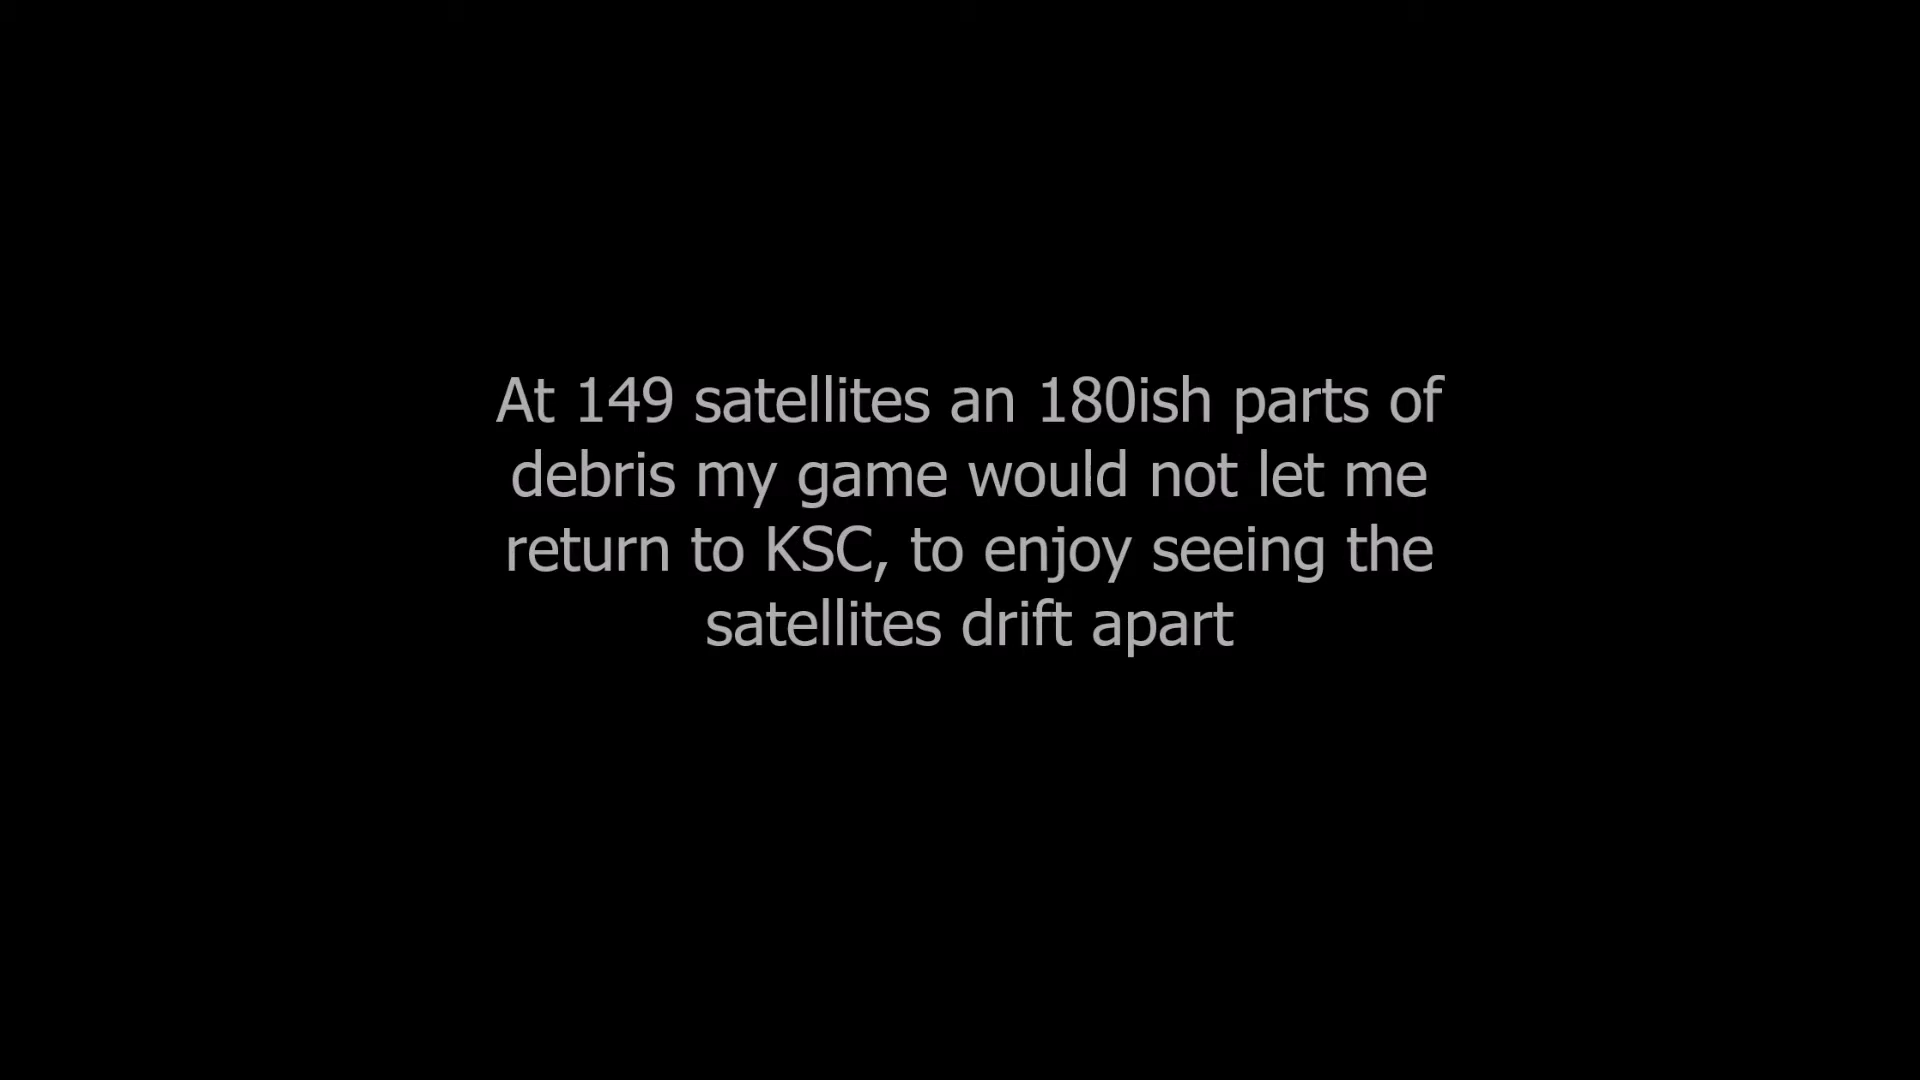 At 149 satellites an 180ish parts of
debris my game would not let me
return to KSC, to enjoy seeing the
satellites drift apart